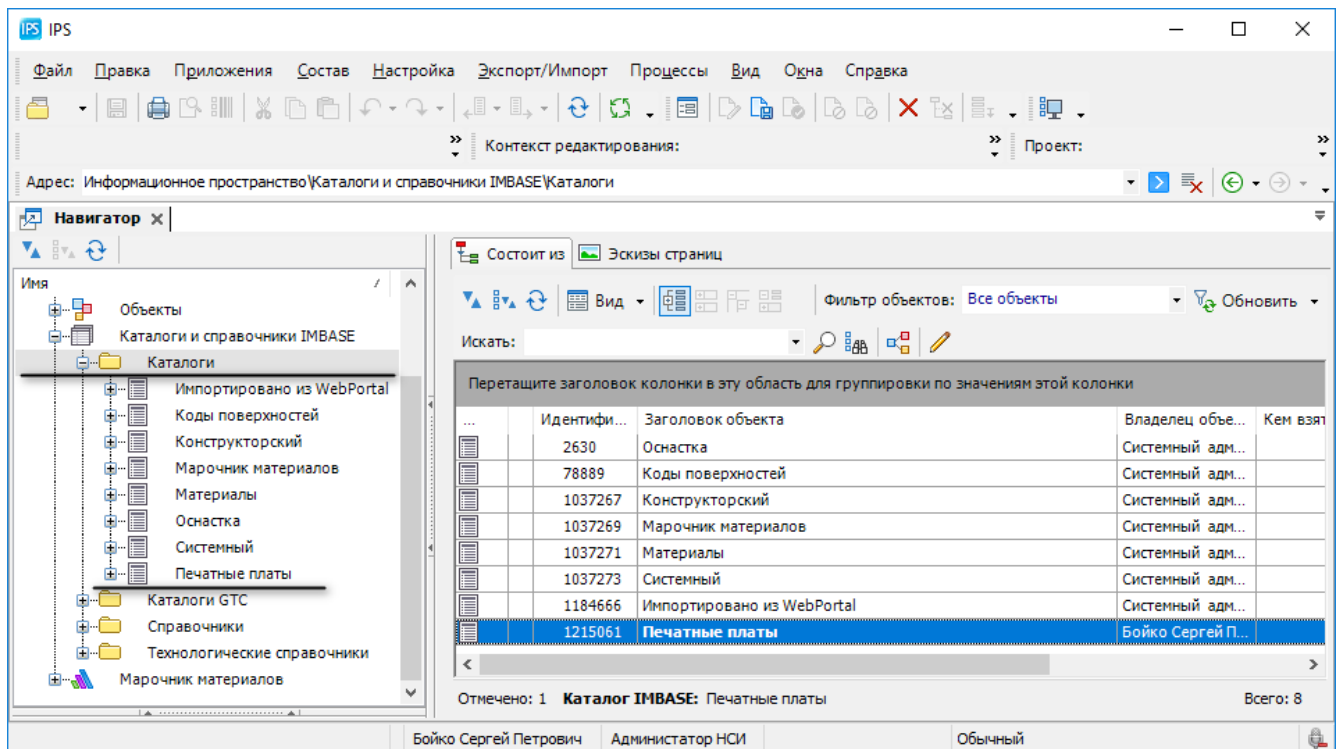 IPS IPS
Файл Правка Приложения Состав Настройка Экспорт/Импорт Процессы Вид Окна Справка
Контекст редактирования: Проект:
Адрес: Информационное пространство\Каталоги и справочники IMBASE\Каталоги
Навигатор
Состоит из Эскизы страниц
Имя
Объекты
Каталоги и справочники IMBASE
Каталоги
Импортировано из WebPortal
Коды поверхностей
Конструкторский
Марочник материалов
Материалы
Оснастка
Системный
Печатные платы
Каталоги GTC
Справочники
Технологические справочники
Марочник материалов
Вид Фильтр объектов: Все объекты Обновить
Искать:
Перетащите заголовок колонки в эту область для группировки по значениям этой колонки
... Идентифи... Заголовок объекта Владелец объе... Кем взят
2630 Оснастка Системный адм...
78889 Коды поверхностей Системный адм...
1037267 Конструкторский Системный адм...
1037269 Марочник материалов Системный адм...
1037271 Материалы Системный адм...
1037273 Системный Системный адм...
1184666 Импортировано из WebPortal Системный адм...
1215061 Печатные платы Бойко Сергей П...
Отмечено: 1 Каталог IMBASE: Печатные платы Всего: 8
Бойко Сергей Петрович Администатор НСИ Обычный